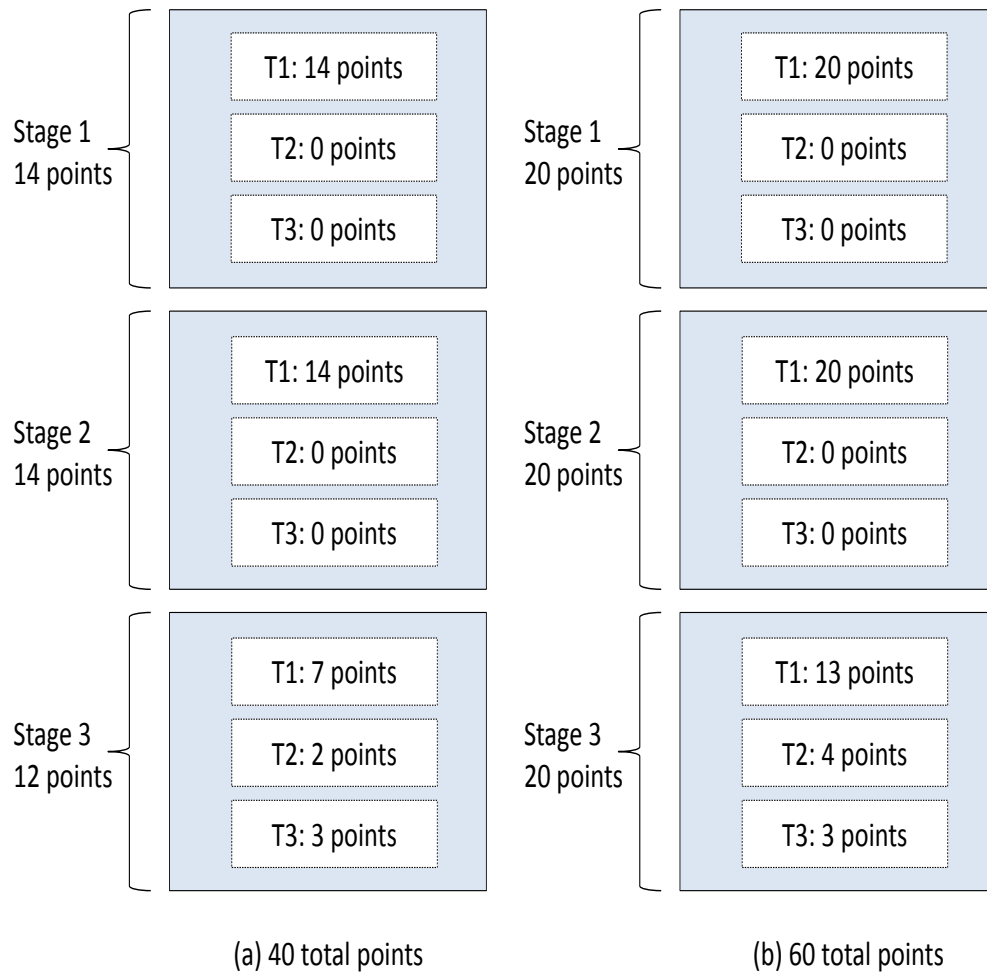 T1: 14 points
Stage 1
14 points
T2: 0 points
T3: 0 points
T1: 14 points
Stage 2
14 points
T2: 0 points
T3: 0 points
T1: 7 points
Stage 3
12 points
T2: 2 points
T3: 3 points
(a) 40 total points
T1: 20 points
Stage 1
20 points
T2: 0 points
T3: 0 points
T1: 20 points
Stage 2
20 points
T2: 0 points
T3: 0 points
T1: 13 points
Stage 3
20 points
T2: 4 points
T3: 3 points
(b) 60 total points